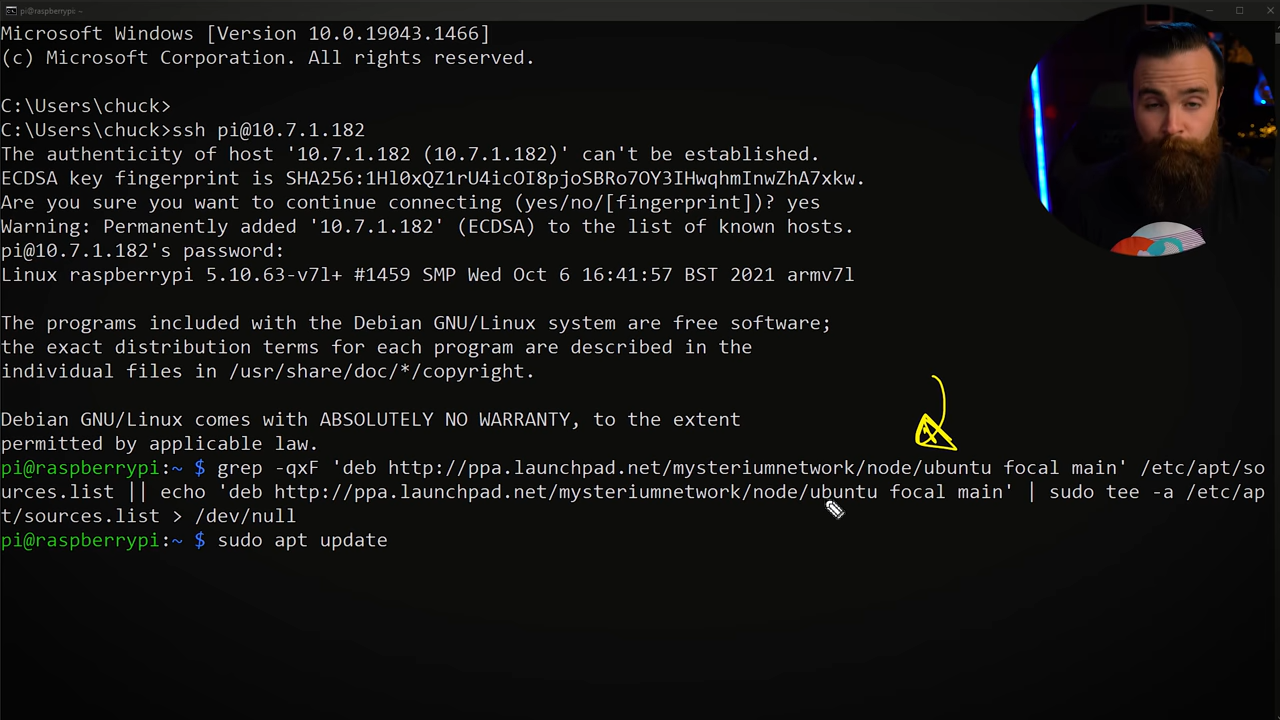 pi@raspberrypi: ~
Microsoft Windows [Version 10.0.19043.1466]
(c) Microsoft Corporation. All rights reserved.
C:\Users\chuck>
C:\Users\chuck>ssh pi@10.7.1.182
The authenticity of host '10.7.1.182 (10.7.1.182)' can't be established.
ECDSA key fingerprint is SHA256:1Hl0xQZ1rU4icOI8pjoSBRo7OY3IHwqhmInwZhA7xkw.
Are you sure you want to continue connecting (yes/no/[fingerprint])? yes
Warning: Permanently added '10.7.1.182' (ECDSA) to the list of known hosts.
pi@10.7.1.182's password:
Linux raspberrypi 5.10.63-v7l+ #1459 SMP Wed Oct 6 16:41:57 BST 2021 armv7l
The programs included with the Debian GNU/Linux system are free software;
the exact distribution terms for each program are described in the
individual files in /usr/share/doc/*/copyright.
Debian GNU/Linux comes with ABSOLUTELY NO WARRANTY, to the extent
permitted by applicable law.
pi@raspberrypi:~ $ grep -qxF 'deb http://ppa.launchpad.net/mysteriumnetwork/node/ubuntu focal main' /etc/apt/so
urces.list || echo 'deb http://ppa.launchpad.net/mysteriumnetwork/node/ubuntu focal main' | sudo tee -a /etc/ap
t/sources.list > /dev/null
pi@raspberrypi:~ $ sudo apt update